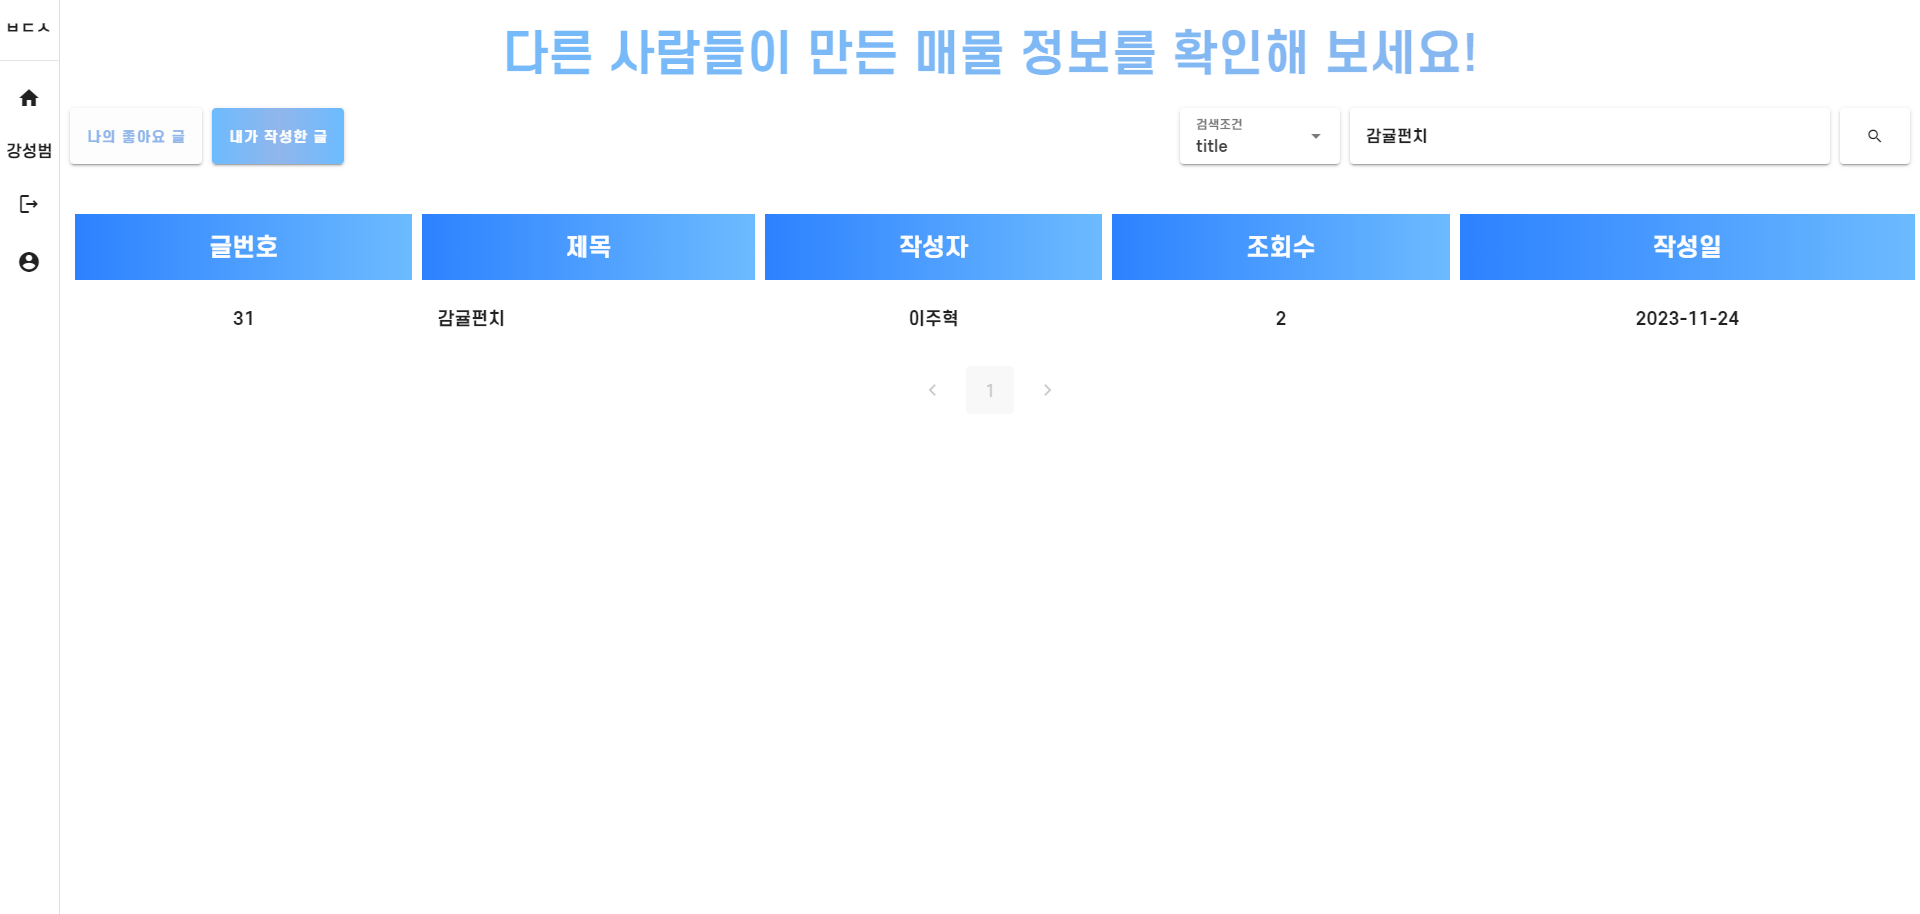 ㅂㄷㅅ
강성범
다른 사람들이 만든 매물 정보를 확인해 보세요!
나의 좋아요 글
내가 작성한 글
검색조건
title
감귤펀치
글번호 제목 작성자 조회수 작성일
31 감귤펀치 이주혁 2 2023-11-24
1